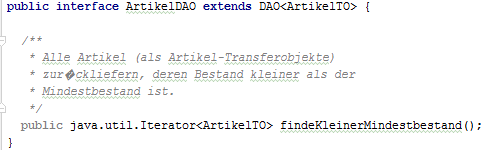 public interface ArtikelDAO extends DAO<ArtikelTO> {
/**
* Alle Artikel (als Artikel-Transferobjekte)
* zur�ckliefern, deren Bestand kleiner als der
* Mindestbestand ist.
*/
public java.util.Iterator<ArtikelTO> findeKleinerMindestbestand();
}